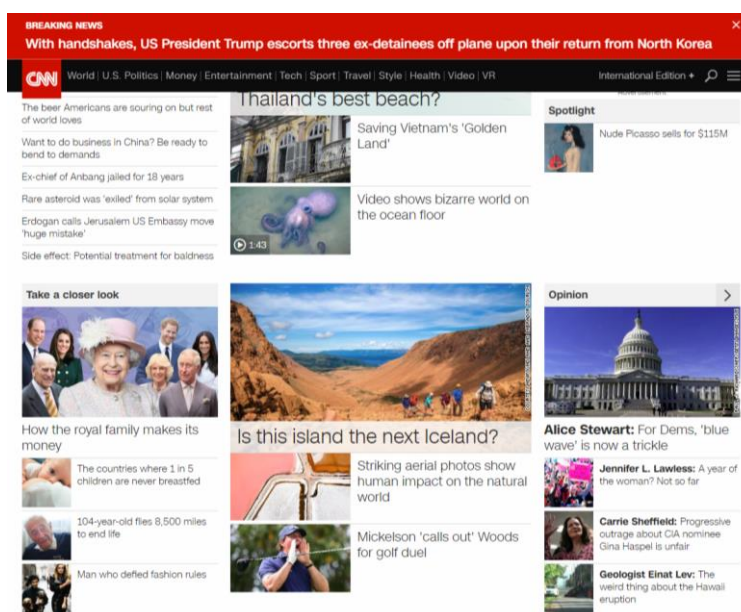 BREAKING NEWS
With handshakes, US President Trump escorts three ex-detainees off plane upon their return from North Korea
CNN World U.S. Politics Money Entertainment Tech Sport Travel Style Health Video VR International Edition +
The beer Americans are souring on but rest
of world loves
Want to do business in China? Be ready to
bend to demands
Ex-chief of Anbang jailed for 18 years
Rare asteroid was 'exiled' from solar system
Erdogan calls Jerusalem US Embassy move
'huge mistake'
Side effect: Potential treatment for baldness
Thailand's best beach?
Saving Vietnam's 'Golden
Land'
1:43
Video shows bizarre world on
the ocean floor
Advertisement
Spotlight
Nude Picasso sells for $115M
Take a closer look
How the royal family makes its
money
The countries where 1 in 5
children are never breastfed
104-year-old flies 8,500 miles
to end life
Man who defied fashion rules
Is this island the next Iceland?
Striking aerial photos show
human impact on the natural
world
Mickelson 'calls out' Woods
for golf duel
Opinion
Alice Stewart: For Dems, 'blue
wave' is now a trickle
Jennifer L. Lawless: A year of
the woman? Not so far
Carrie Sheffield: Progressive
outrage about CIA nominee
Gina Haspel is unfair
Geologist Einat Lev: The
weird thing about the Hawaii
eruption